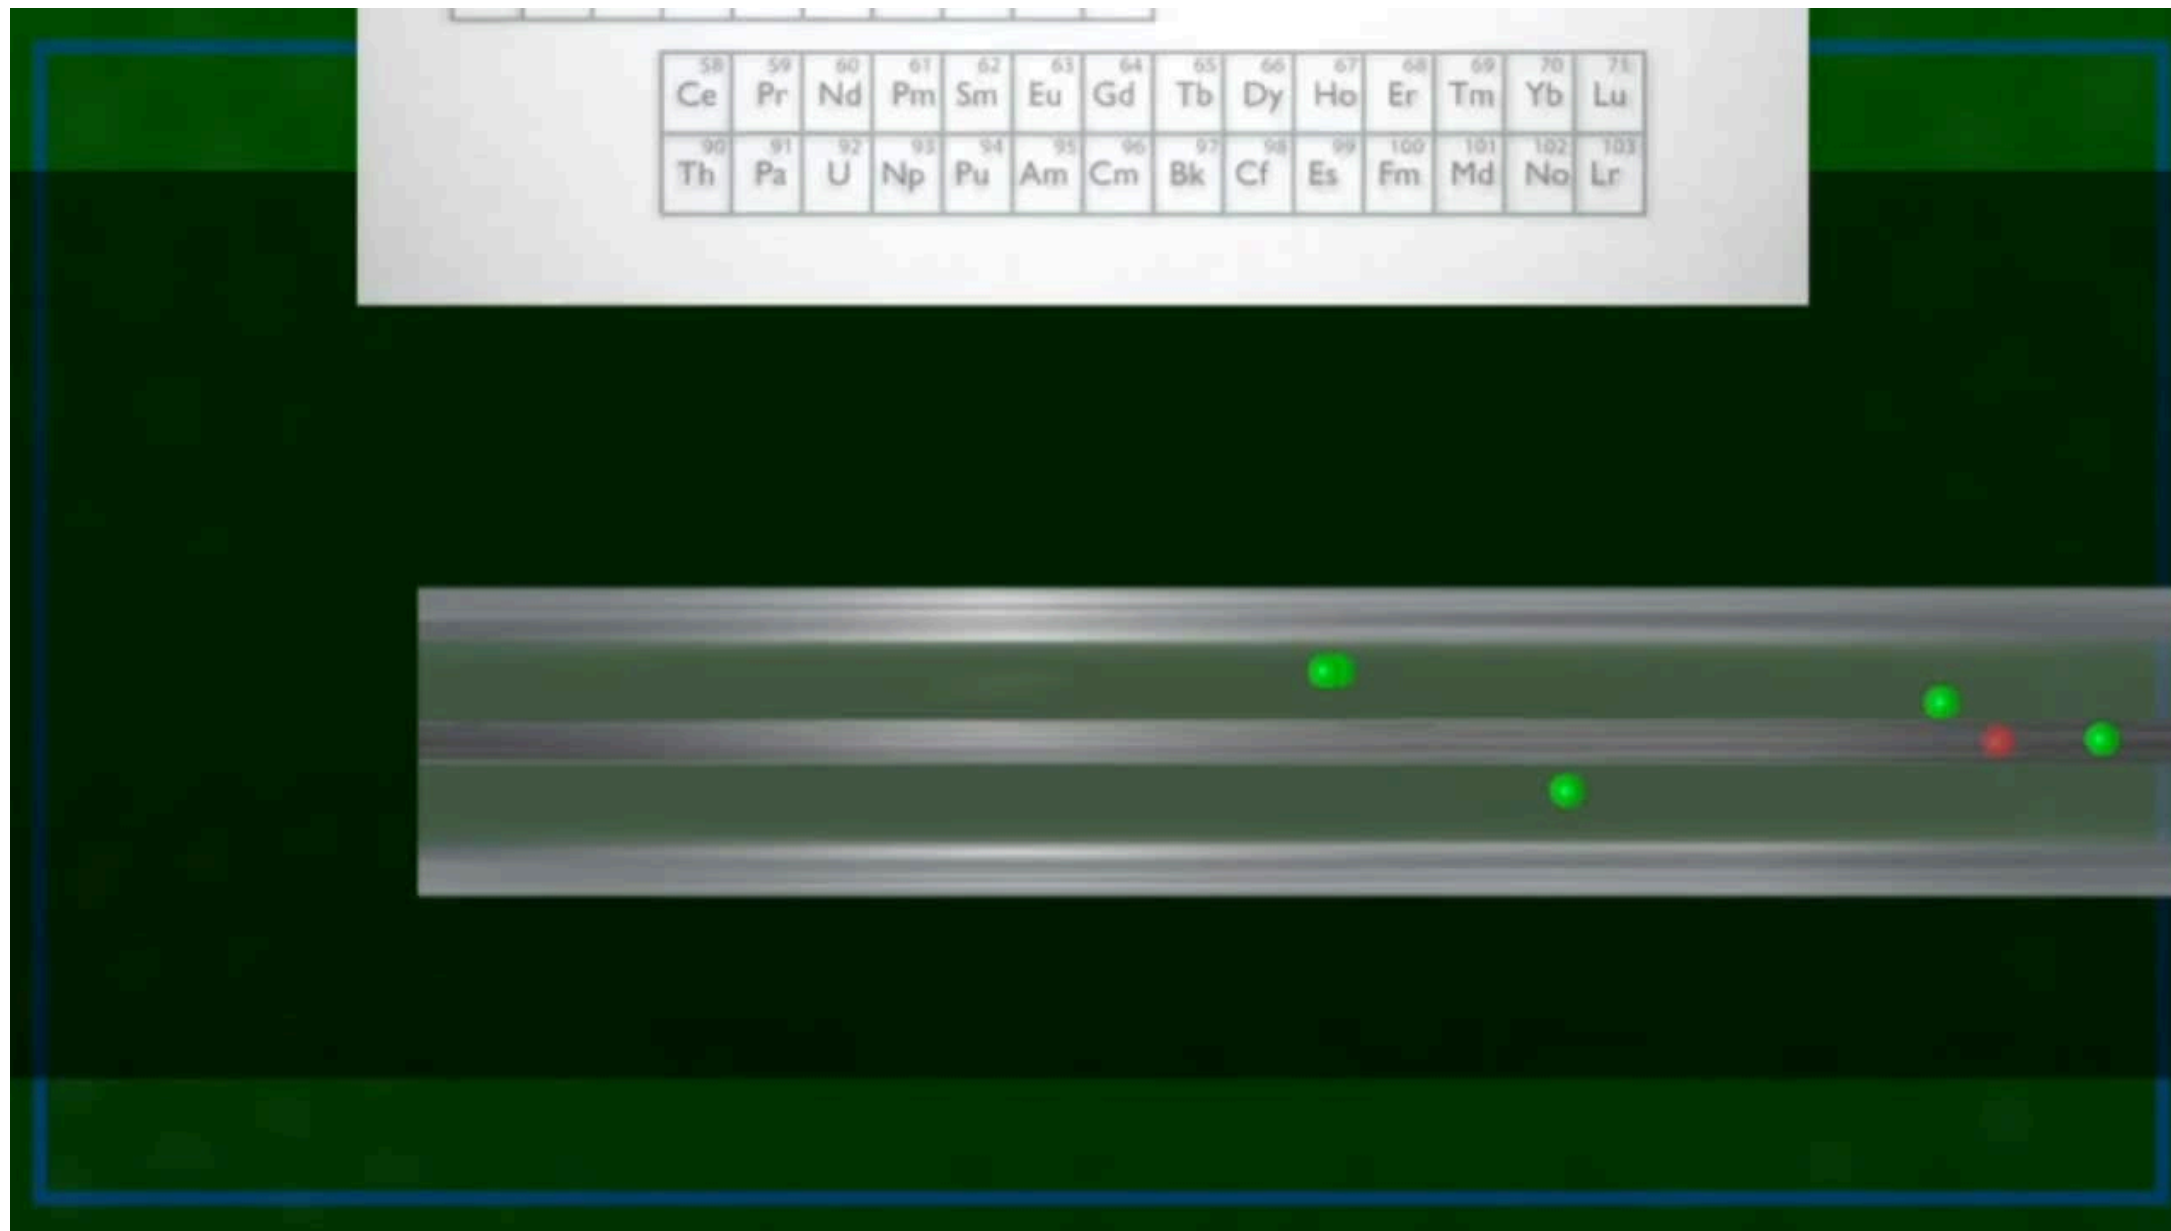 58 59 60 61 62 63 64 65 66 67 68 69 70 71
Ce Pr Nd Pm Sm Eu Gd Tb Dy Ho Er Tm Yb Lu
90 91 92 93 94 95 96 97 98 99 100 101 102 103
Th Pa U Np Pu Am Cm Bk Cf Es Fm Md No Lr